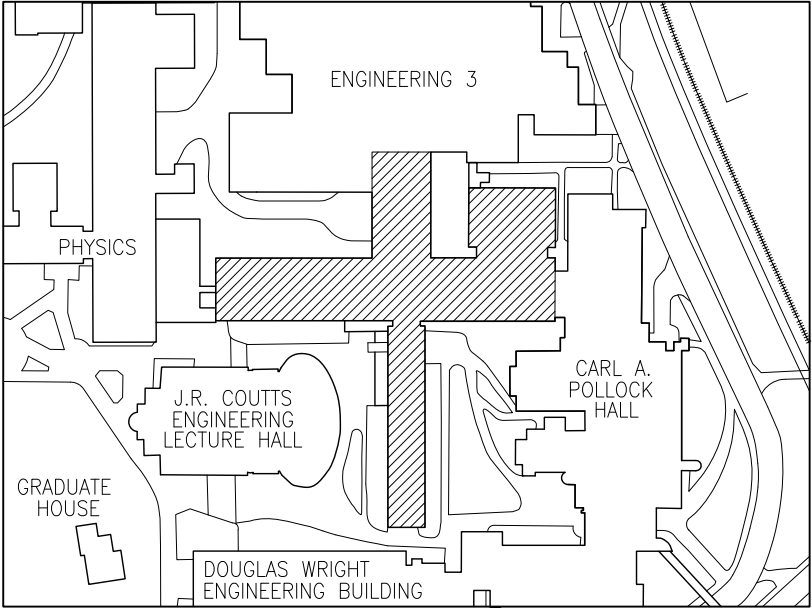 ENGINEERING 3
PHYSICS
CARL A.
POLLOCK
HALL
J.R. COUTTS
ENGINEERING
LECTURE HALL
GRADUATE
HOUSE
DOUGLAS WRIGHT
ENGINEERING BUILDING